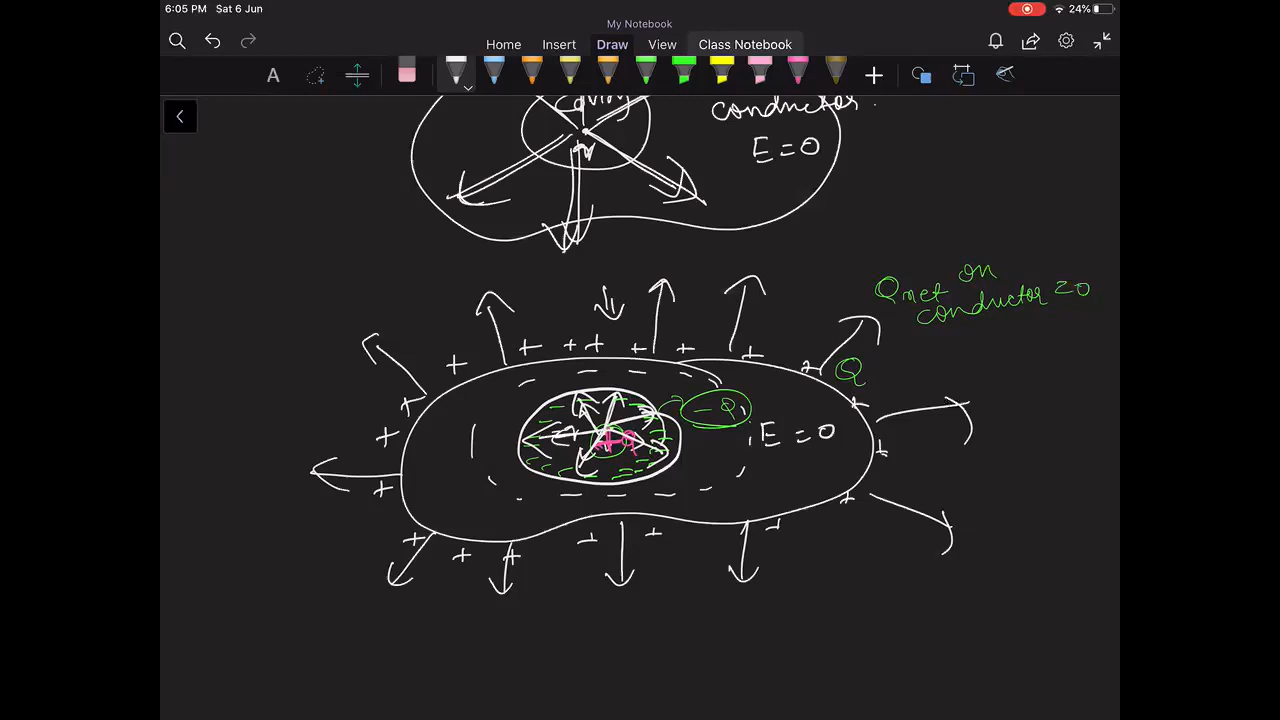 6:05 PM Sat 6 Jun
24%
My Notebook
Home Insert Draw View Class Notebook
A
cavity
conductor.
E = 0
Qnet on
conductor = 0
Q
- Q
E = 0
+q